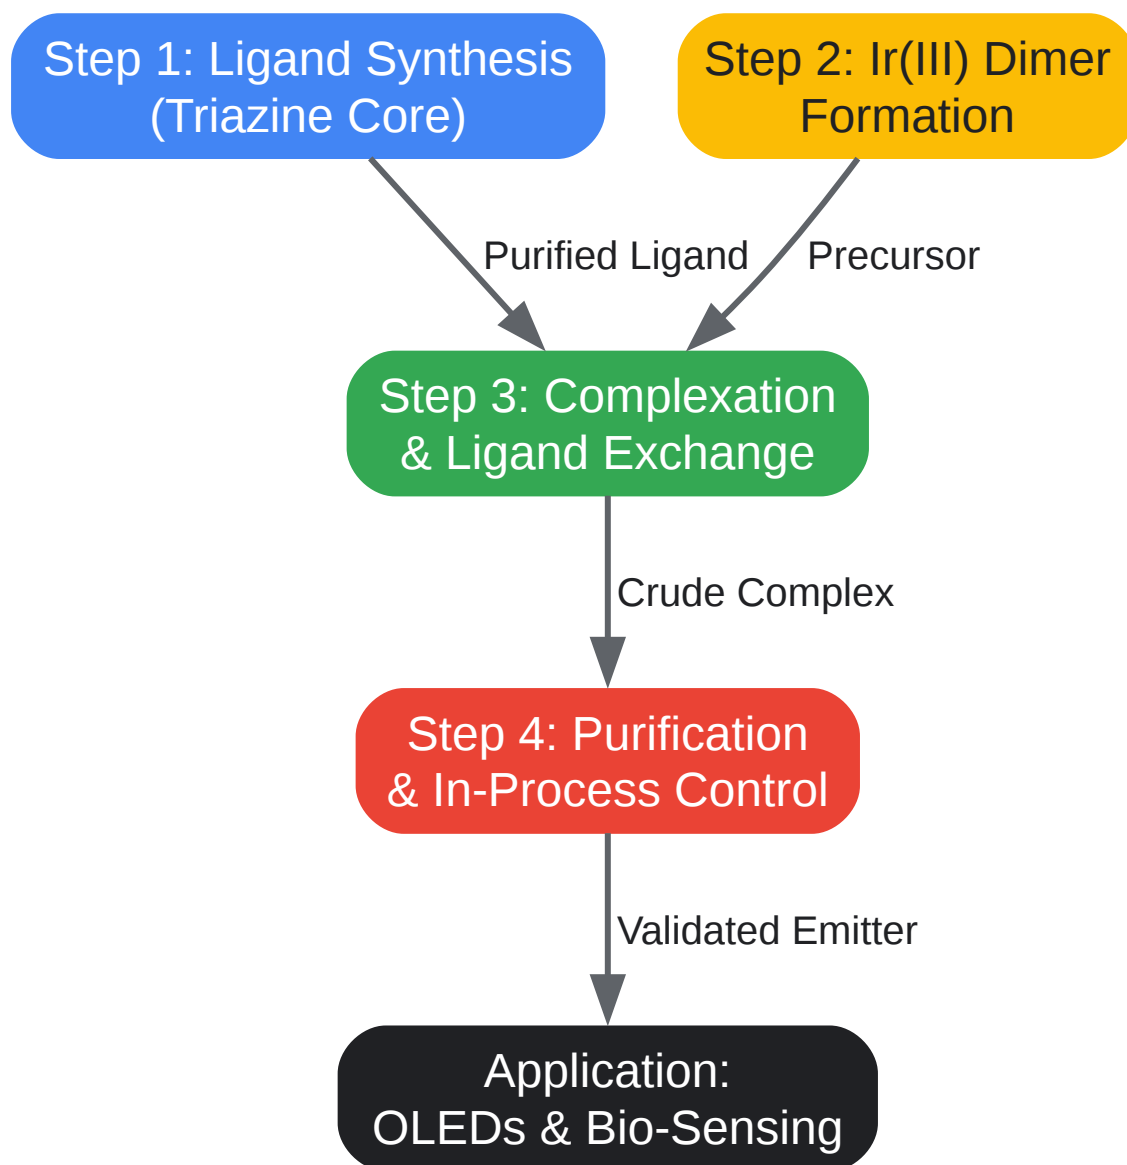 Step 1: Ligand Synthesis
(Triazine Core)
Step 2: Ir(III) Dimer
Formation
Purified Ligand
Precursor
Step 3: Complexation
& Ligand Exchange
Crude Complex
Step 4: Purification
& In-Process Control
Validated Emitter
Application:
OLEDs & Bio-Sensing